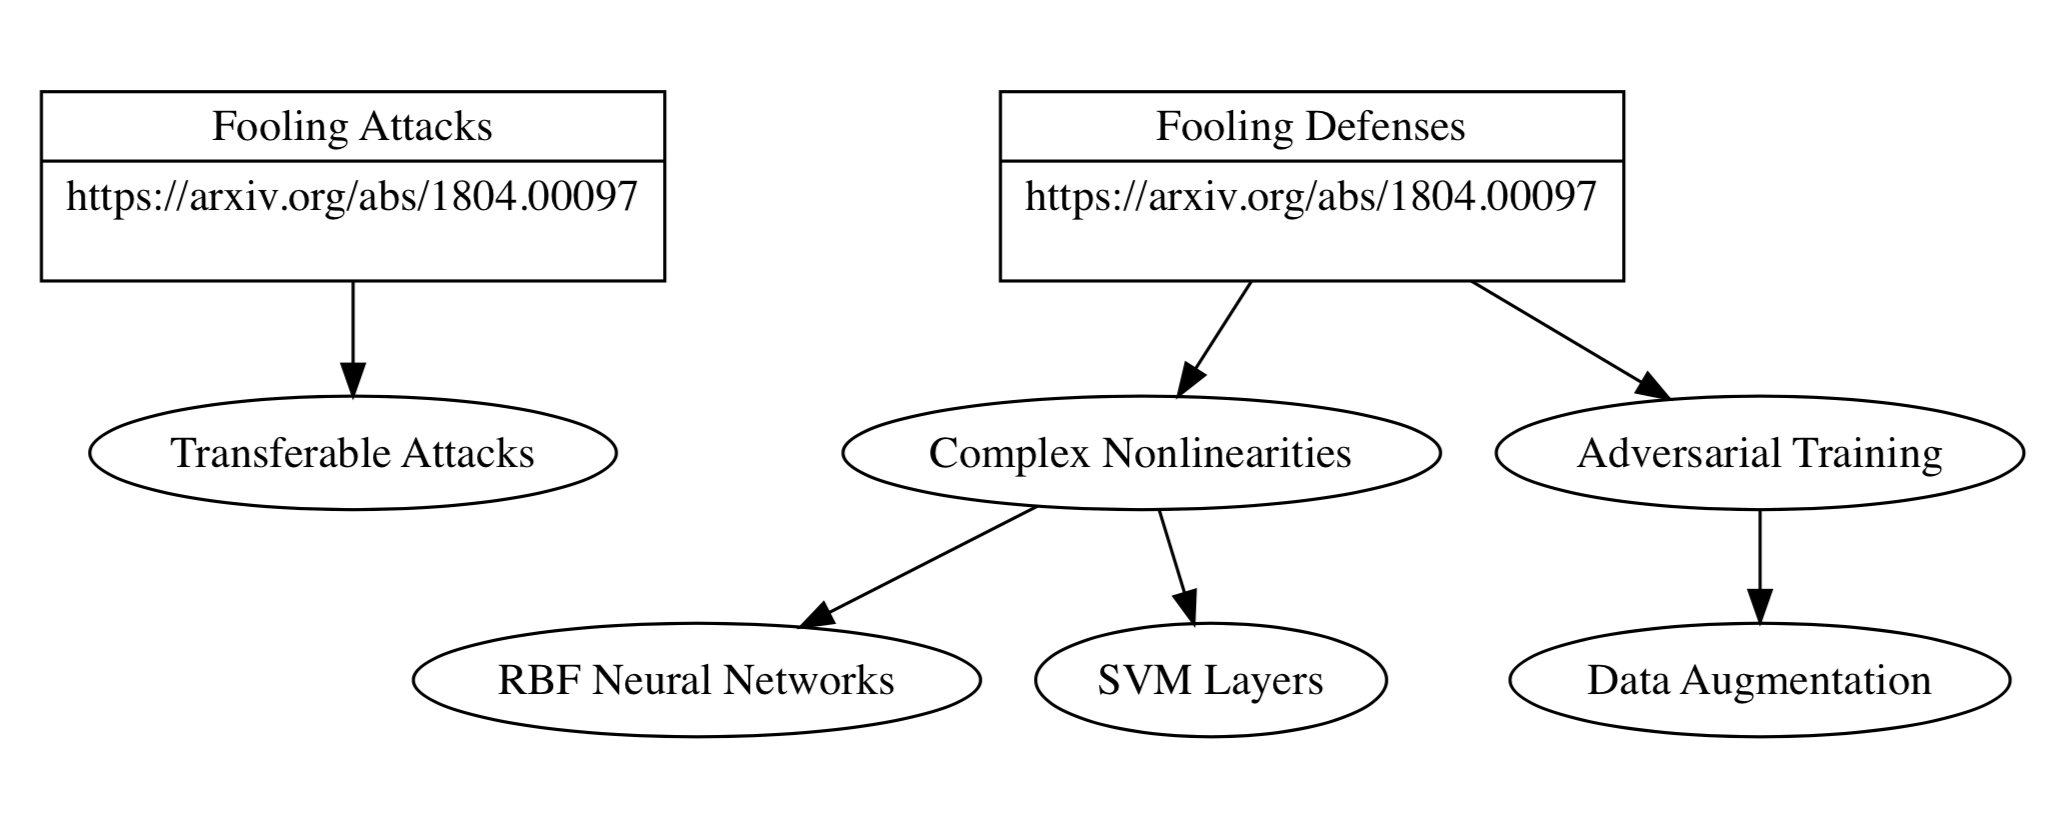 Fooling Attacks
https://arxiv.org/abs/1804.00097
Fooling Defenses
https://arxiv.org/abs/1804.00097
Transferable Attacks
Complex Nonlinearities
Adversarial Training
RBF Neural Networks
SVM Layers
Data Augmentation